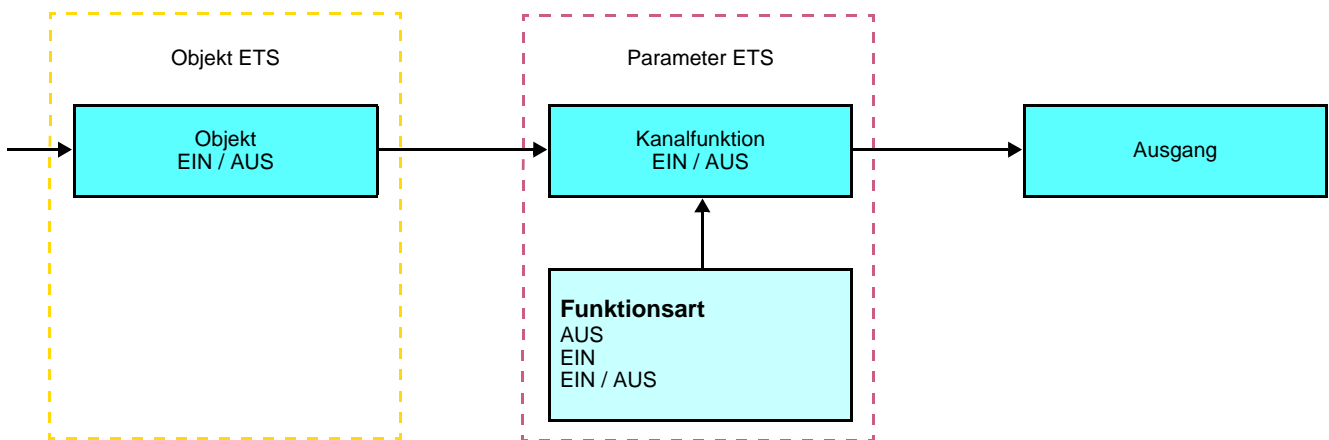 Objekt ETS
Parameter ETS
Objekt
EIN / AUS
Kanalfunktion
EIN / AUS
Ausgang
Funktionsart
AUS
EIN
EIN / AUS